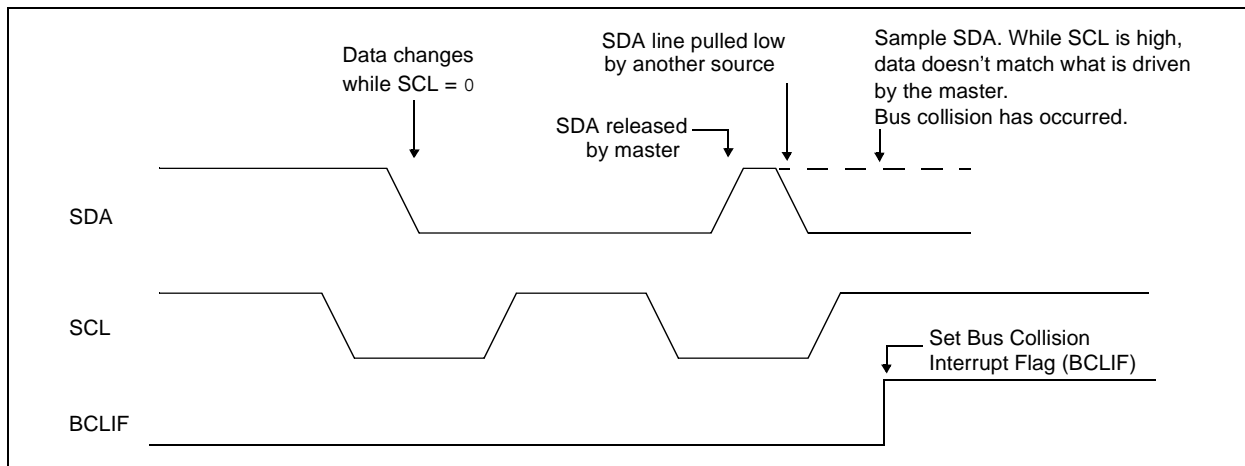 Data changes
while SCL = 0
SDA line pulled low
by another source
Sample SDA. While SCL is high,
data doesn’t match what is driven
by the master.
Bus collision has occurred.
SDA released
by master
SDA
SCL
Set Bus Collision
Interrupt Flag (BCLIF)
BCLIF